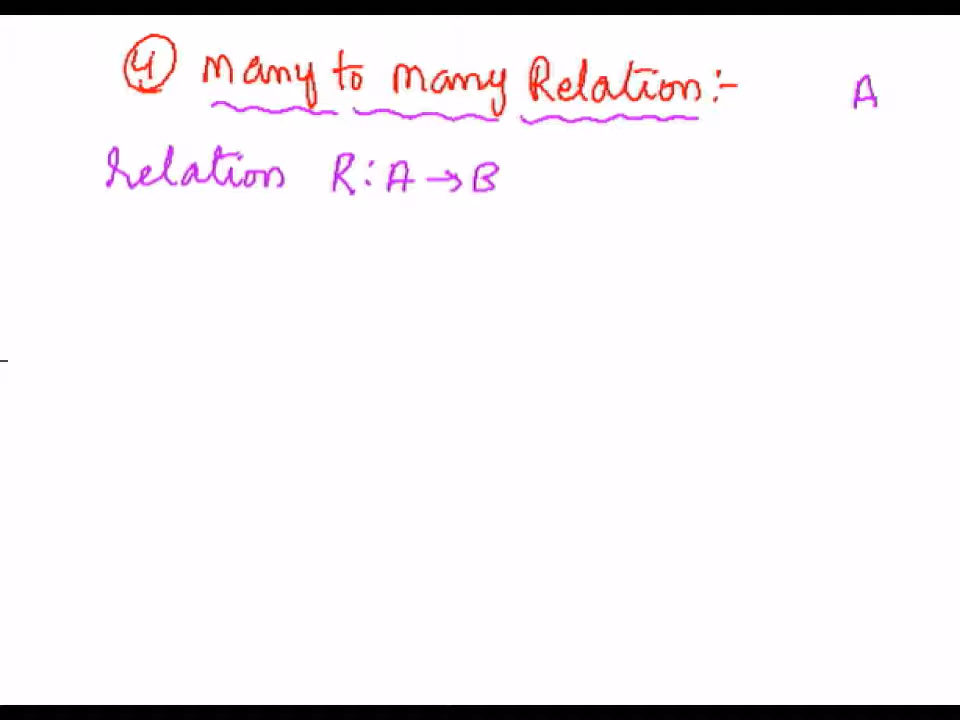 ④ Many to many Relation :-
A
Relation R : A → B